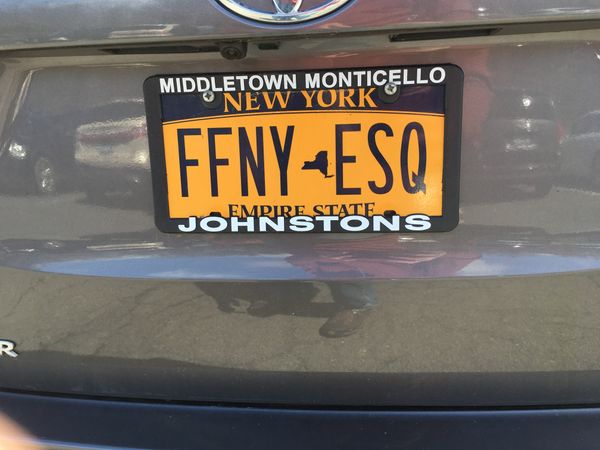 MIDDLETOWN MONTICELLO
NEW YORK
FFNY ESQ
EMPIRE STATE
JOHNSTONS
R